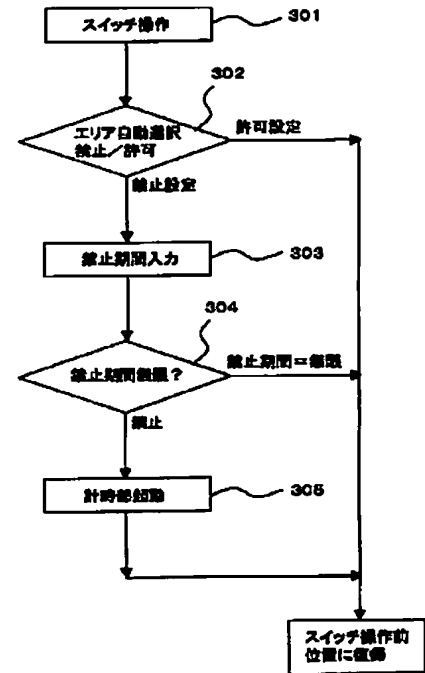 スイッチ操作
301
302
エリア自動選択
禁止／許可
許可設定
禁止設定
禁止期間入力
303
304
禁止期間無限？
禁止期間＝無限
禁止
計時部起動
305
スイッチ操作前
位置に復帰